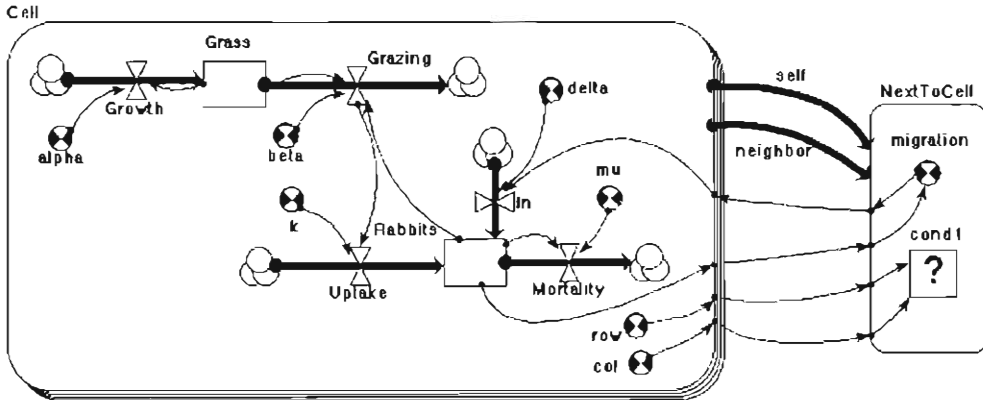 Cell
Grass
Grazing
Growth
alpha
beta
delta
self
NextToCell
neighbor
migration
mu
In
k
Rabbits
cond1
?
Uptake
Mortality
row
col